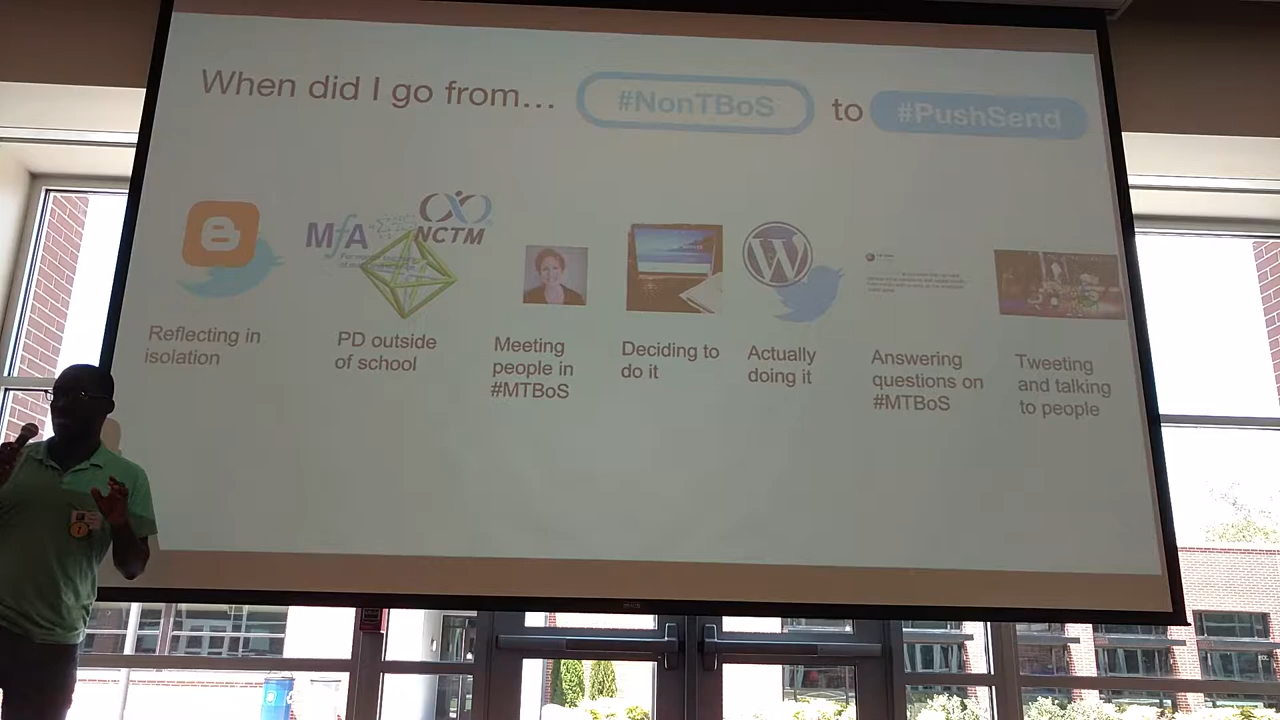 When did I go from...
#NonTBoS
to
#PushSend
MƒA
NCTM
Reflecting in
isolation
PD outside
of school
Meeting
people in
#MTBoS
Deciding to
do it
Actually
doing it
Answering
questions on
#MTBoS
Tweeting
and talking
to people